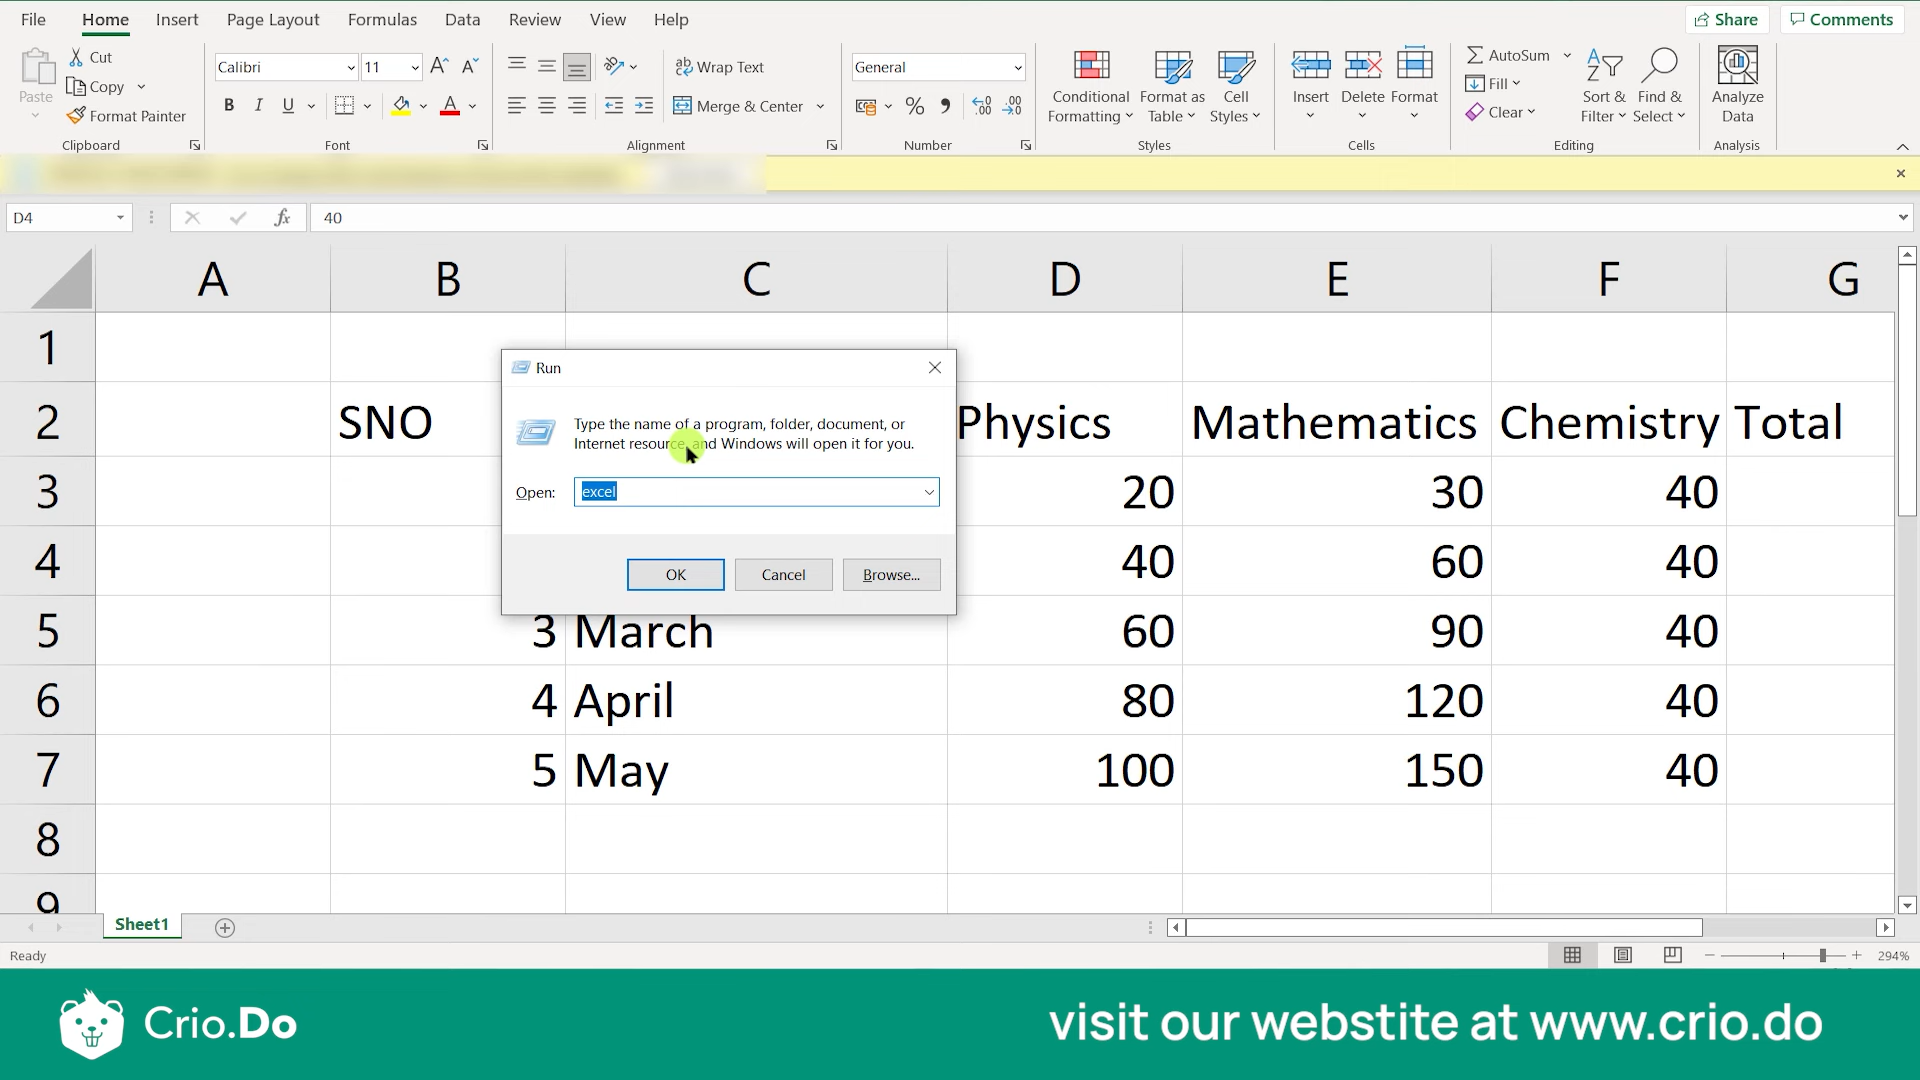 File Home Insert Page Layout Formulas Data Review View Help Share Comments
Paste Cut Copy Format Painter Clipboard
Calibri 11 B I U Font
ab Wrap Text Merge & Center Alignment
General % Number
Conditional Formatting Format as Table Cell Styles Styles
Insert Delete Format Cells
AutoSum Fill Clear Sort & Filter Find & Select Editing
Analyze Data Analysis
D4 fx 40
A B C D E F G
1
2 SNO Physics Mathematics Chemistry Total
3 20 30 40
4 40 60 40
5 3 March 60 90 40
6 4 April 80 120 40
7 5 May 100 150 40
8
9
Run
Type the name of a program, folder, document, or
Internet resource, and Windows will open it for you.
Open: excel
OK Cancel Browse...
Sheet1
Ready 294%
Crio.Do visit our webstite at www.crio.do